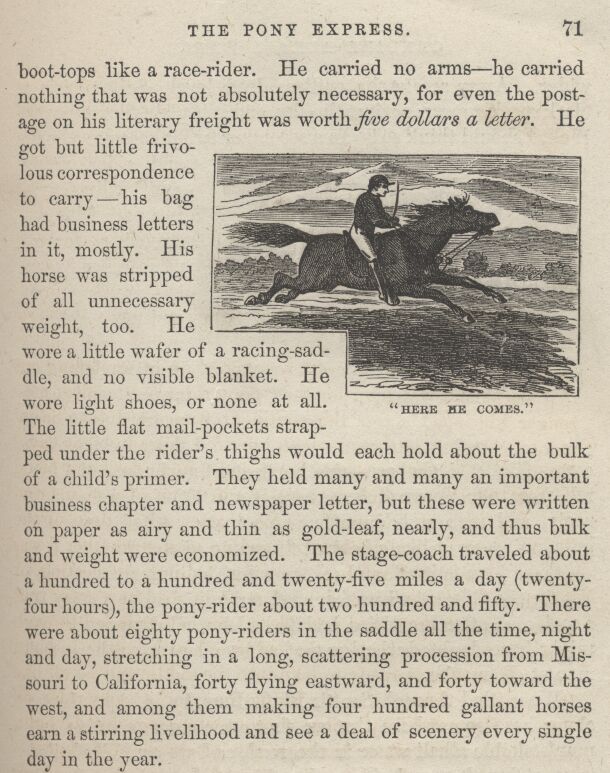 THE PONY EXPRESS. 71
boot-tops like a race-rider. He carried no arms—he carried
nothing that was not absolutely necessary, for even the post-
age on his literary freight was worth five dollars a letter. He
got but little frivo-
lous correspondence
to carry—his bag
had business letters
in it, mostly. His
horse was stripped
of all unnecessary
weight, too. He
wore a little wafer of a racing-sad-
dle, and no visible blanket. He
wore light shoes, or none at all.
The little flat mail-pockets strap-
"HERE HE COMES."
ped under the rider's thighs would each hold about the bulk
of a child's primer. They held many and many an important
business chapter and newspaper letter, but these were written
on paper as airy and thin as gold-leaf, nearly, and thus bulk
and weight were economized. The stage-coach traveled about
a hundred to a hundred and twenty-five miles a day (twenty-
four hours), the pony-rider about two hundred and fifty. There
were about eighty pony-riders in the saddle all the time, night
and day, stretching in a long, scattering procession from Mis-
souri to California, forty flying eastward, and forty toward the
west, and among them making four hundred gallant horses
earn a stirring livelihood and see a deal of scenery every single
day in the year.